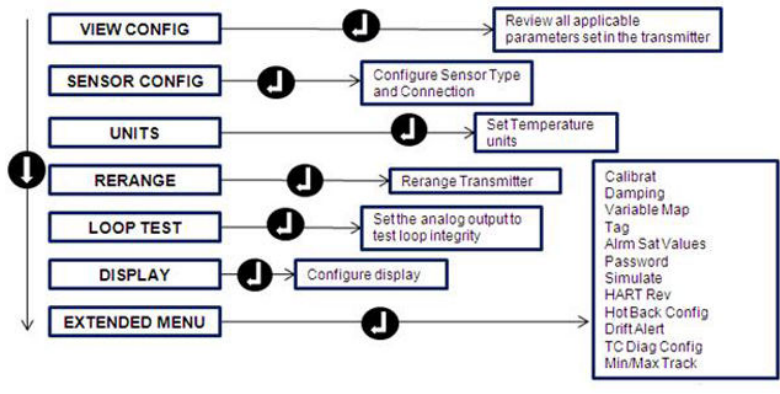 VIEW CONFIG
Review all applicable
parameters set in the transmitter
SENSOR CONFIG
Configure Sensor Type
and Connection
UNITS
Set Temperature
units
RERANGE
Rerange Transmitter
LOOP TEST
Set the analog output to
test loop integrity
DISPLAY
Configure display
EXTENDED MENU
Calibrat
Damping
Variable Map
Tag
Alrm Sat Values
Password
Simulate
HART Rev
Hot Back Config
Drift Alert
TC Diag Config
Min/Max Track